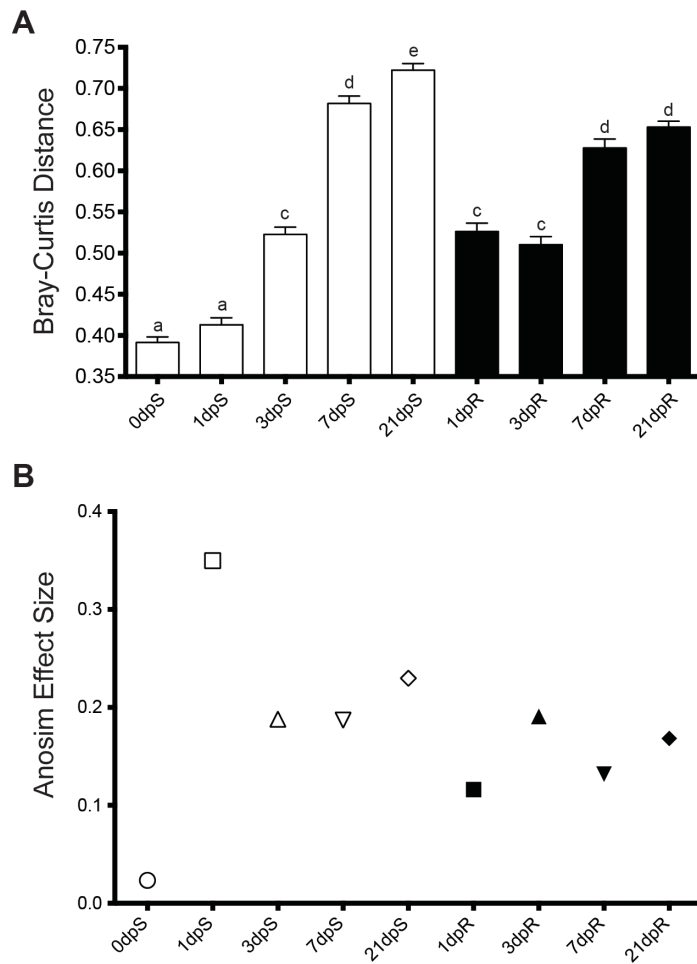 A
Bray-Curtis Distance
0.75
0.70
0.65
0.60
0.55
0.50
0.45
0.40
0.35
a
a
c
d
e
c
c
d
d
0dpS
1dpS
3dpS
7dpS
21dpS
1dpR
3dpR
7dpR
21dpR
B
Anosim Effect Size
0.4
0.3
0.2
0.1
0.0
0dpS
1dpS
3dpS
7dpS
21dpS
1dpR
3dpR
7dpR
21dpR